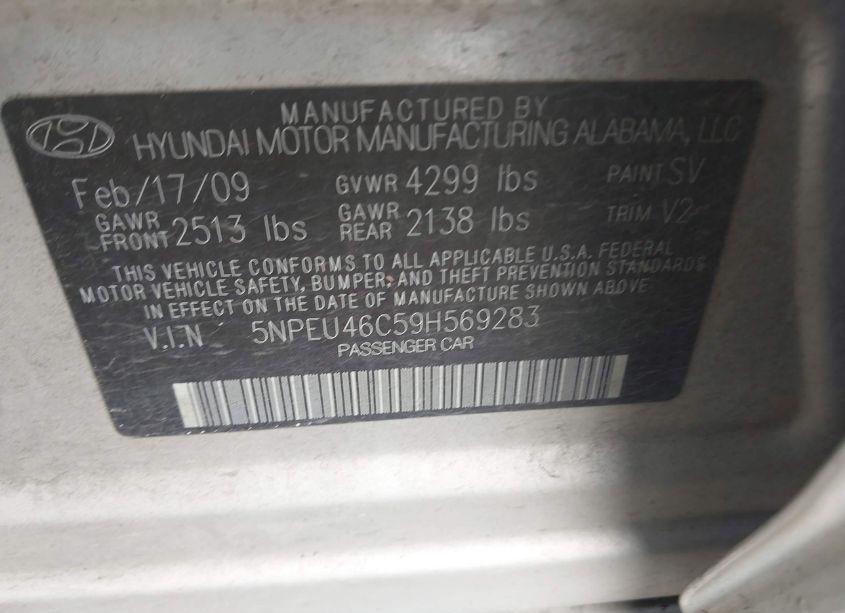 MANUFACTURED BY
HYUNDAI MOTOR MANUFACTURING ALABAMA, LLC
Feb/17/09 GVWR 4299 lbs PAINT SV
GAWR FRONT 2513 lbs GAWR REAR 2138 lbs TRIM V2
THIS VEHICLE CONFORMS TO ALL APPLICABLE U.S.A. FEDERAL
MOTOR VEHICLE SAFETY, BUMPER, AND THEFT PREVENTION STANDARDS
IN EFFECT ON THE DATE OF MANUFACTURE SHOWN ABOVE
V.I.N 5NPEU46C59H569283
PASSENGER CAR